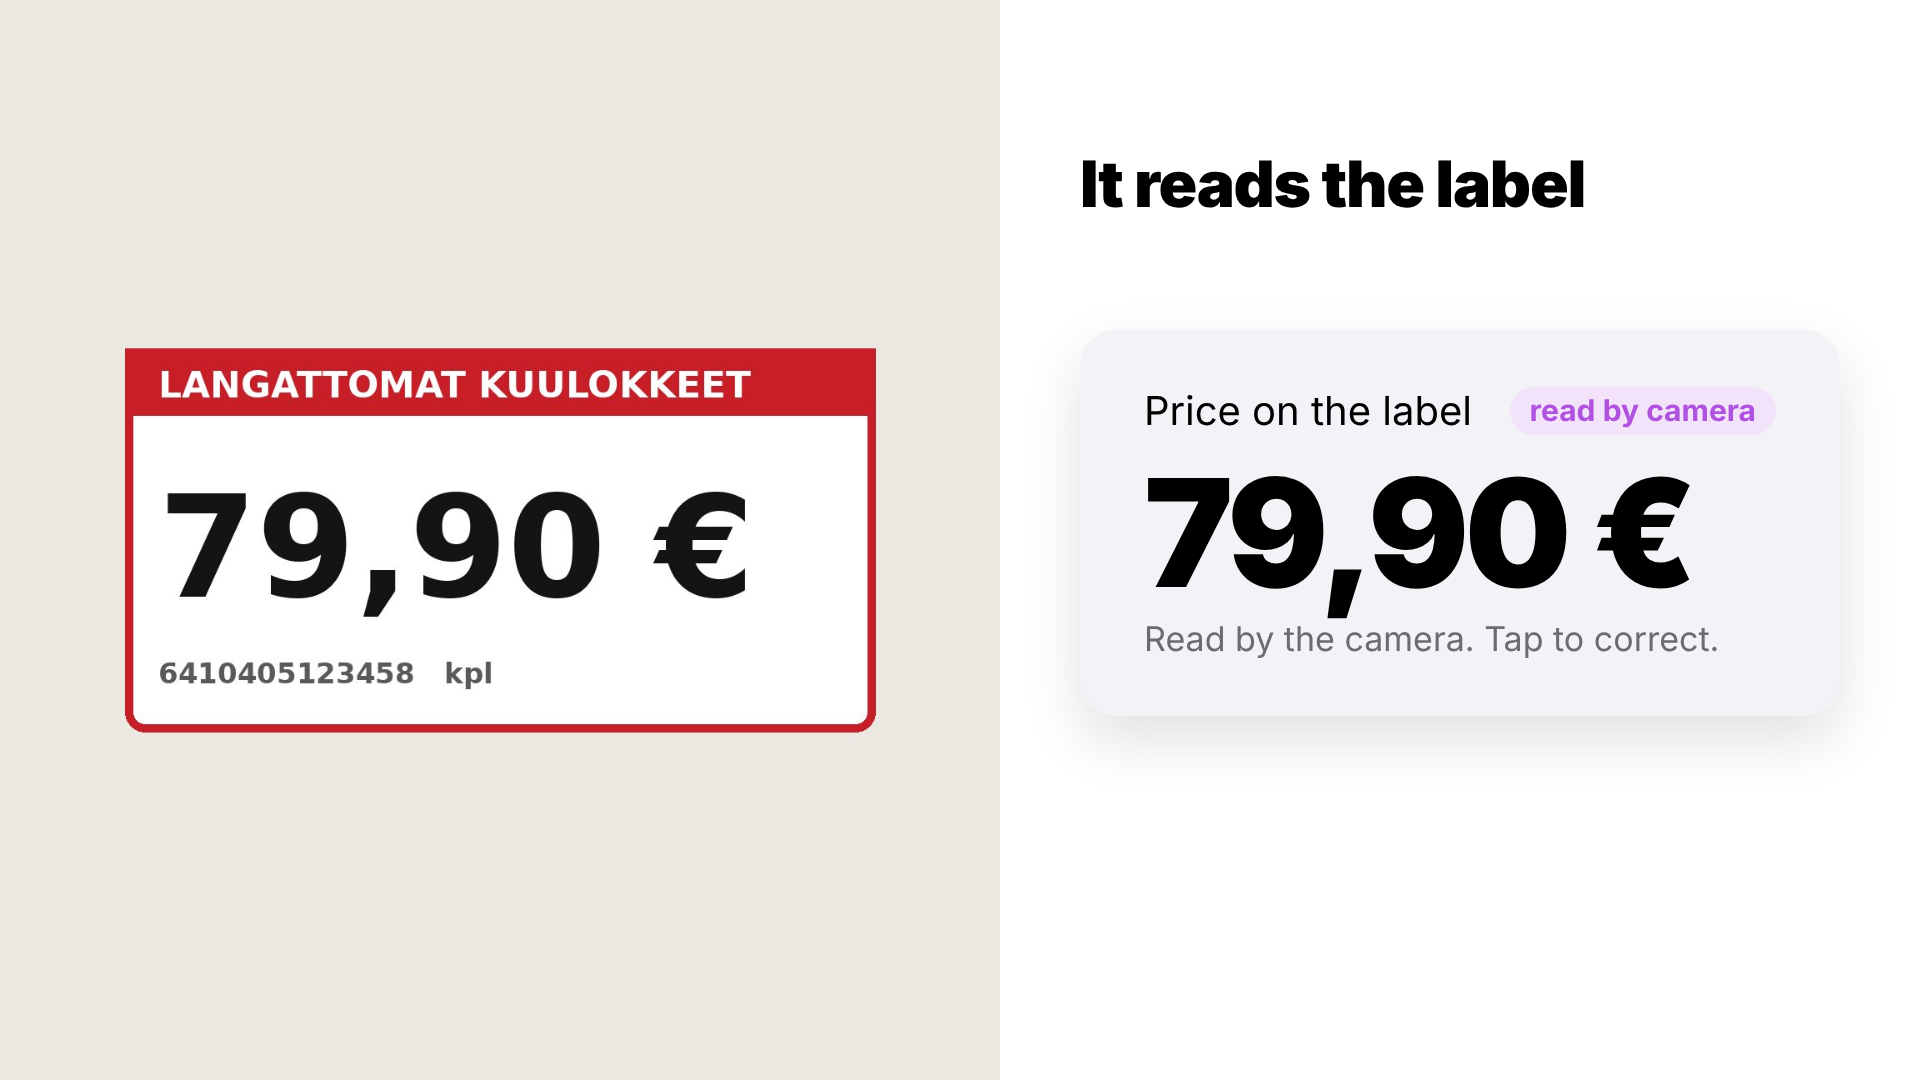 LANGATTOMAT KUULOKKEET
79,90 €
6410405123458 kpl
It reads the label
Price on the label read by camera
79,90 €
Read by the camera. Tap to correct.